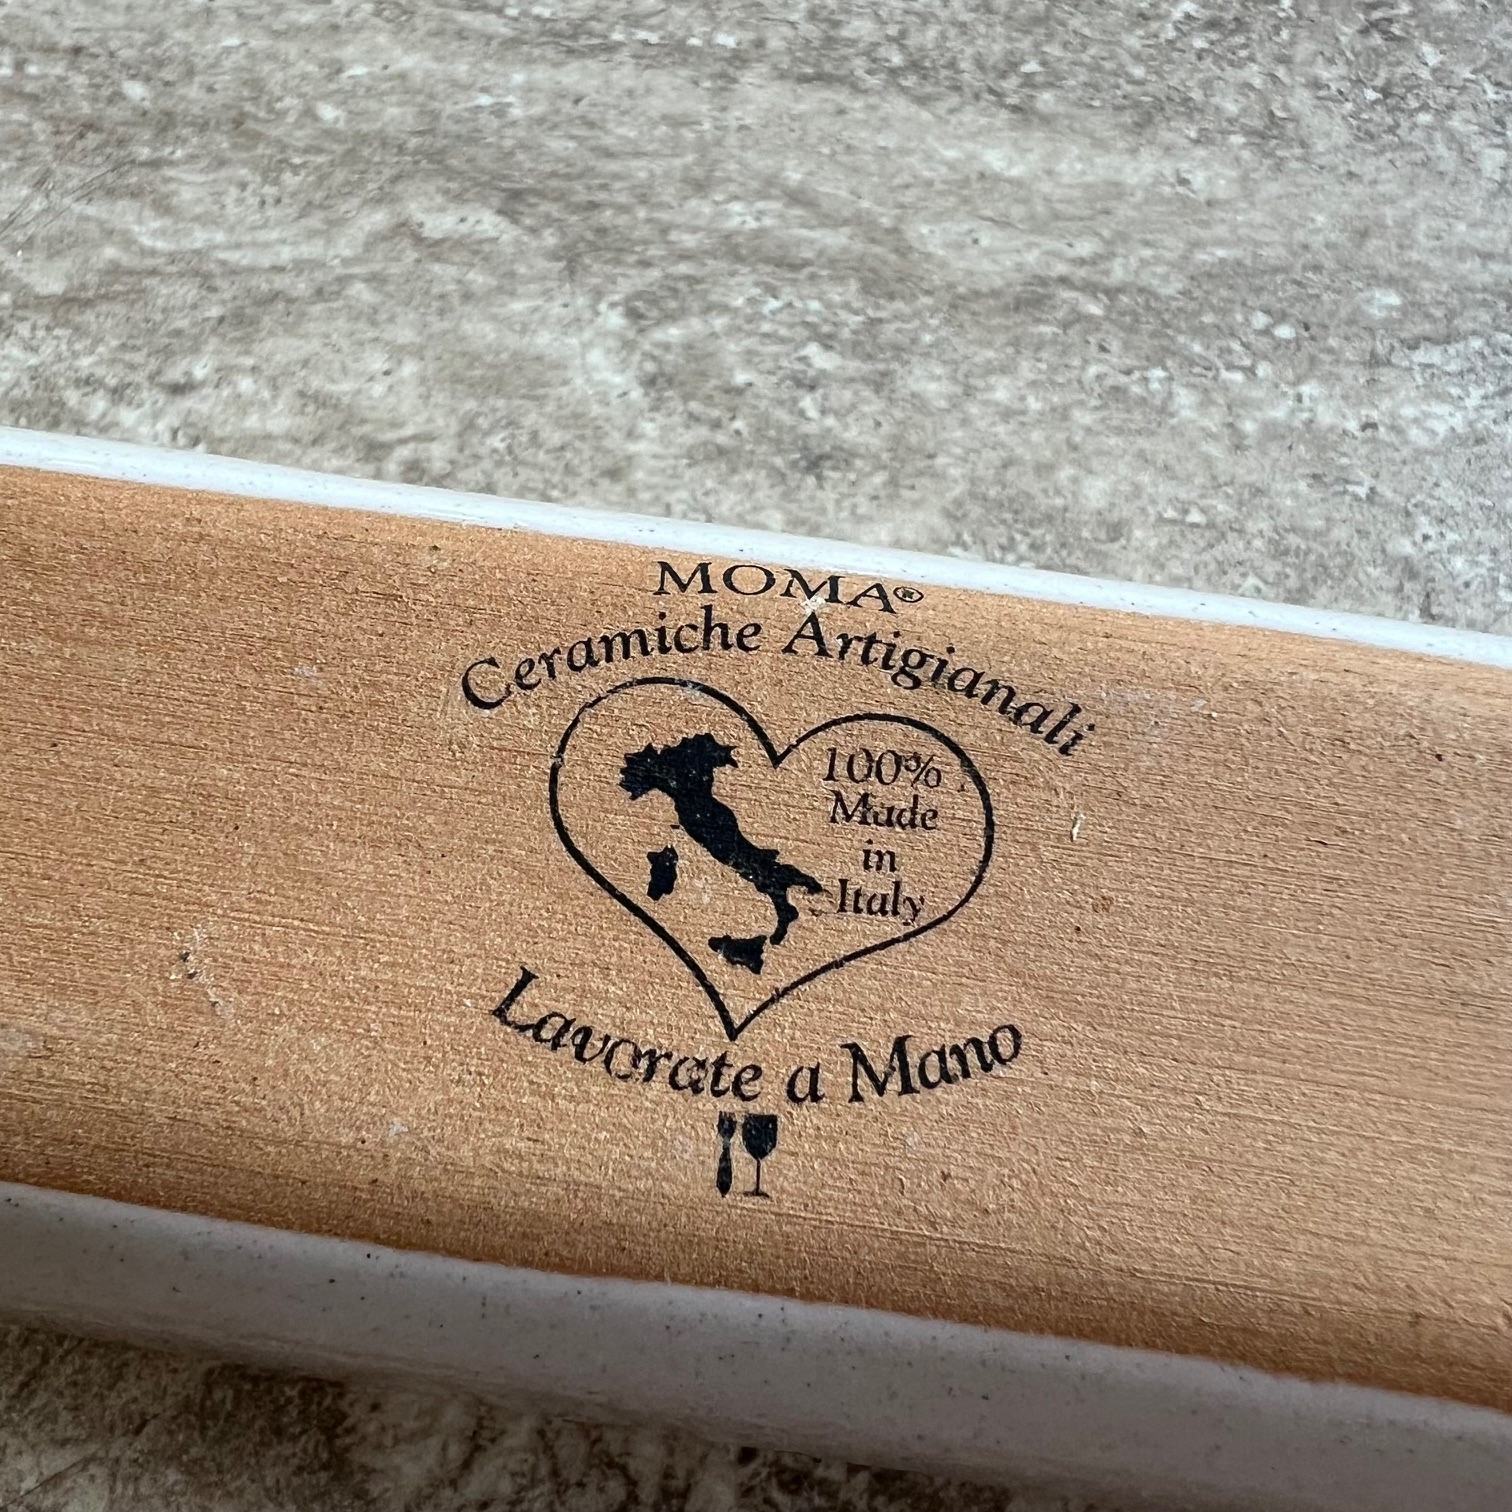 MOMA®
Ceramiche Artigianali
100%
Made
in
Italy
Lavorate a Mano